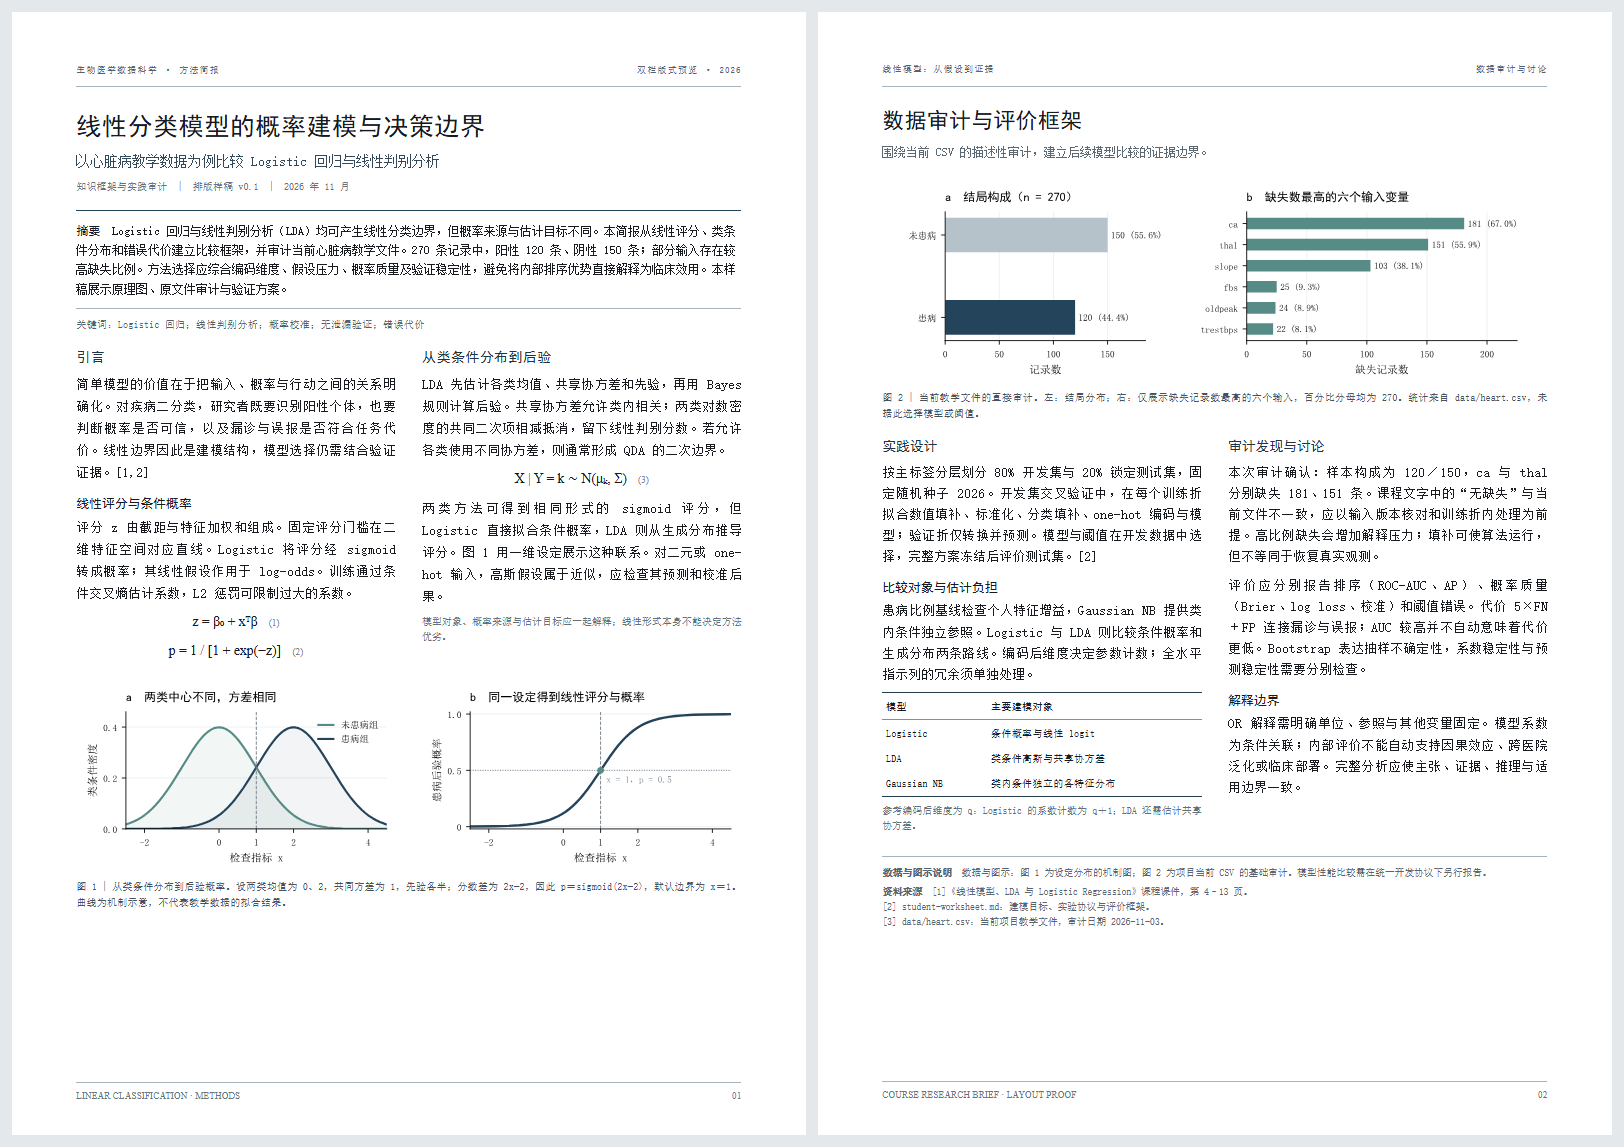 生物医学数据科学 · 方法简报
双栏版式预览 · 2026
线性分类模型的概率建模与决策边界
以心脏病教学数据为例比较 Logistic 回归与线性判别分析
知识框架与实践审计 | 排版样稿 v0.1 | 2026 年 11 月
摘要 Logistic 回归与线性判别分析（LDA）均可产生线性分类边界，但概率来源与估计目标不同。本简报从线性评分、类条
件分布和错误代价建立比较框架，并审计当前心脏病教学文件。270 条记录中，阳性 120 条、阴性 150 条；部分输入存在较
高缺失比例。方法选择应综合编码维度、假设压力、概率质量及验证稳定性，避免将内部排序优势直接解释为临床效用。本样
稿展示原理图、原文件审计与验证方案。
关键词：Logistic 回归；线性判别分析；概率校准；无泄漏验证；错误代价
引言
简单模型的价值在于把输入、概率与行动之间的关系明
确化。对疾病二分类，研究者既要识别阳性个体，也要
判断概率是否可信，以及漏诊与误报是否符合任务代
价。线性边界因此是建模结构，模型选择仍需结合验证
证据。[1,2]
线性评分与条件概率
评分 z 由截距与特征加权和组成。固定评分门槛在二
维特征空间对应直线。Logistic 将评分经 sigmoid
转成概率；其线性假设作用于 log-odds。训练通过条
件交叉熵估计系数，L2 惩罚可限制过大的系数。
z = β₀ + xᵀβ (1)
p = 1 / [1 + exp(−z)] (2)
从类条件分布到后验
LDA 先估计各类均值、共享协方差和先验，再用 Bayes
规则计算后验。共享协方差允许类内相关；两类对数密
度的共同二次项相减抵消，留下线性判别分数。若允许
各类使用不同协方差，则通常形成 QDA 的二次边界。
X | Y = k ~ N(μₖ, Σ) (3)
两类方法可得到相同形式的 sigmoid 评分，但
Logistic 直接拟合条件概率，LDA 则从生成分布推导
评分。图 1 用一维设定展示这种联系。对二元或 one-
hot 输入，高斯假设属于近似，应检查其预测和校准后
果。
模型对象、概率来源与估计目标应一起解释；线性形式本身不能决定方法
优劣。
a 两类中心不同，方差相同
未患病组
患病组
类条件密度
0.4
0.2
0.0
-2 0 1 2 4
检查指标 x
b 同一设定得到线性评分与概率
患病后验概率
1.0
0.5
0
x = 1，p = 0.5
-2 0 1 2 4
检查指标 x
图 1 | 从类条件分布到后验概率。设两类均值为 0、2，共同方差为 1，先验各半；分数差为 2x-2，因此 p=sigmoid(2x-2)，默认边界为 x=1。
曲线为机制示意，不代表教学数据的拟合结果。
LINEAR CLASSIFICATION · METHODS
01
线性模型：从假设到证据
数据审计与讨论
数据审计与评价框架
围绕当前 CSV 的描述性审计，建立后续模型比较的证据边界。
a 结局构成（n = 270）
未患病
150 (55.6%)
患病
120 (44.4%)
0 50 100 150
记录数
b 缺失数最高的六个输入变量
ca 181 (67.0%)
thal 151 (55.9%)
slope 103 (38.1%)
fbs 25 (9.3%)
oldpeak 24 (8.9%)
trestbps 22 (8.1%)
0 50 100 150 200
缺失记录数
图 2 | 当前教学文件的直接审计。左：结局分布；右：仅展示缺失记录数最高的六个输入，百分比分母均为 270。统计来自 data/heart.csv，未
据此选择模型或阈值。
实践设计
按主标签分层划分 80% 开发集与 20% 锁定测试集，固
定随机种子 2026。开发集交叉验证中，在每个训练折
拟合数值填补、标准化、分类填补、one-hot 编码与模
型；验证折仅转换并预测。模型与阈值在开发数据中选
择，完整方案冻结后评价测试集。[2]
比较对象与估计负担
患病比例基线检查个人特征增益，Gaussian NB 提供类
内条件独立参照。Logistic 与 LDA 则比较条件概率和
生成分布两条路线。编码后维度决定参数计数；全水平
指示列的冗余须单独处理。
模型 主要建模对象
Logistic 条件概率与线性 logit
LDA 类条件高斯与共享协方差
Gaussian NB 类内条件独立的各特征分布
参考编码后维度为 q：Logistic 的系数计数为 q+1；LDA 还需估计共享
协方差。
审计发现与讨论
本次审计确认：样本构成为 120／150，ca 与 thal
分别缺失 181、151 条。课程文字中的“无缺失”与当
前文件不一致，应以输入版本核对和训练折内处理为前
提。高比例缺失会增加解释压力；填补可使算法运行，
但不等同于恢复真实观测。
评价应分别报告排序（ROC-AUC、AP）、概率质量
（Brier、log loss、校准）和阈值错误。代价 5×FN
＋FP 连接漏诊与误报；AUC 较高并不自动意味着代价
更低。Bootstrap 表达抽样不确定性，系数稳定性与预
测稳定性需要分别检查。
解释边界
OR 解释需明确单位、参照与其他变量固定。模型系数
为条件关联；内部评价不能自动支持因果效应、跨医院
泛化或临床部署。完整分析应使主张、证据、推理与适
用边界一致。
数据与图示说明 数据与图示：图 1 为设定分布的机制图；图 2 为项目当前 CSV 的基础审计。模型性能比较需在统一开发协议下另行报告。
资料来源 [1]《线性模型、LDA 与 Logistic Regression》课程课件，第 4-13 页。
[2] student-worksheet.md：建模目标、实验协议与评价框架。
[3] data/heart.csv：当前项目教学文件，审计日期 2026-11-03。
COURSE RESEARCH BRIEF · LAYOUT PROOF
02